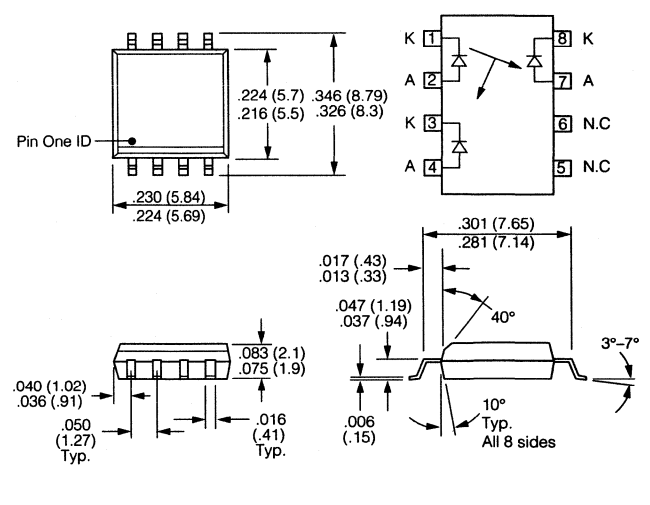 Pin One ID
.224 (5.7)
.216 (5.5)
.346 (8.79)
.326 (8.3)
.230 (5.84)
.224 (5.69)
K 1
A 2
K 3
A 4
8 K
7 A
6 N.C
5 N.C
.301 (7.65)
.281 (7.14)
.017 (.43)
.013 (.33)
.047 (1.19)
.037 (.94)
40°
3°–7°
.083 (2.1)
.075 (1.9)
.040 (1.02)
.036 (.91)
.050
(1.27)
Typ.
.016
(.41)
Typ.
.006
(.15)
10°
Typ.
All 8 sides